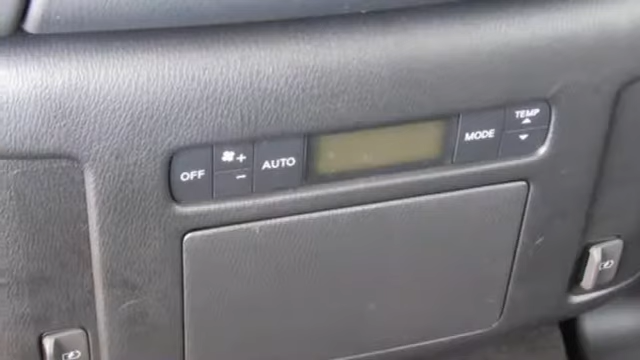 OFF
+
-
AUTO
MODE
TEMP